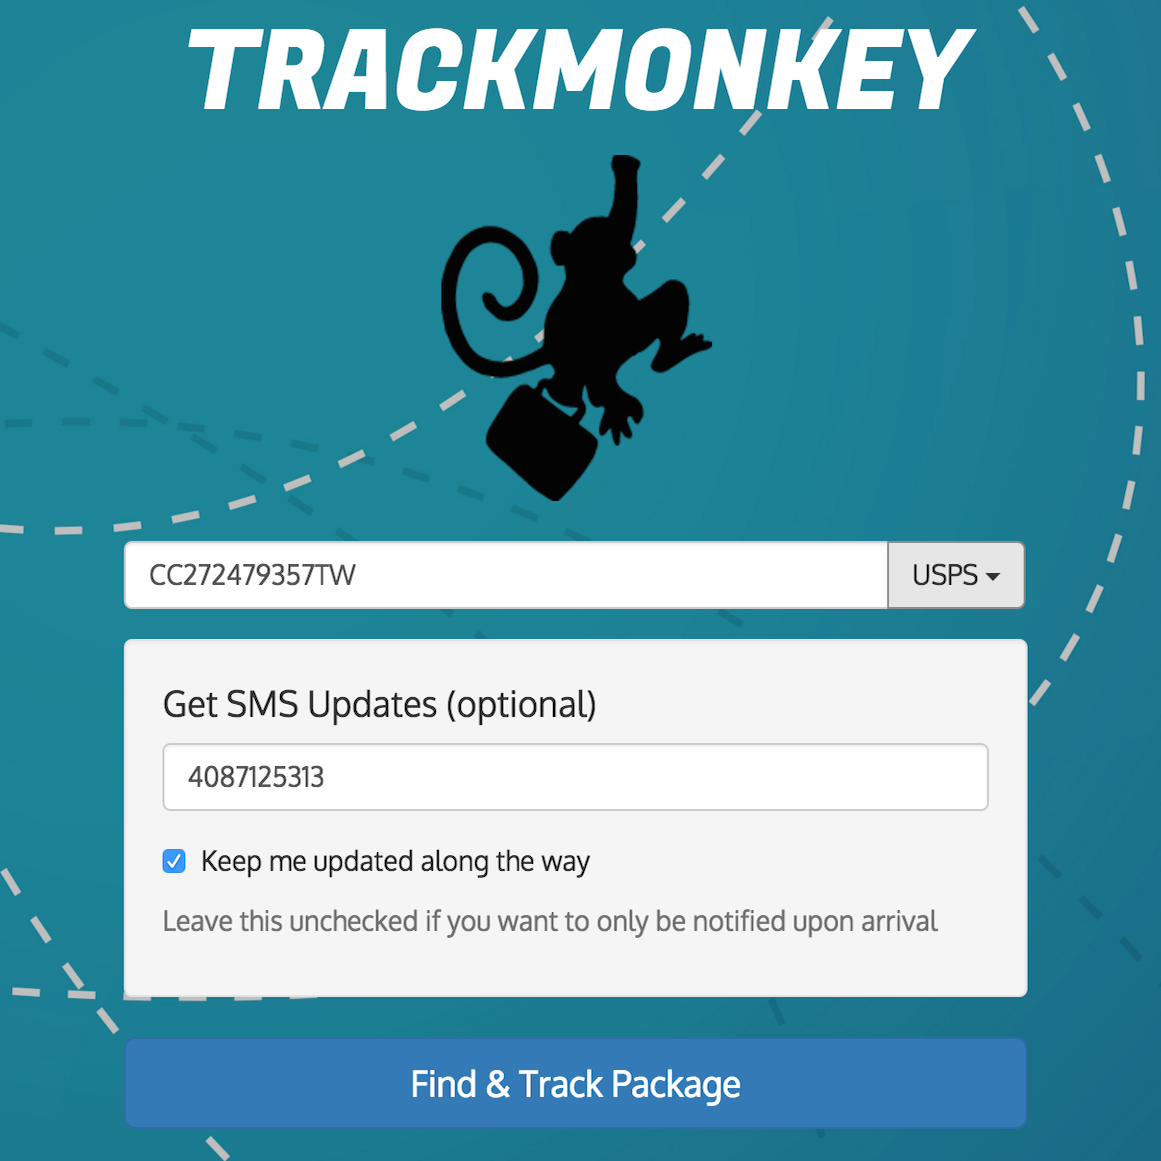 TRACKMONKEY
CC272479357TW
USPS
Get SMS Updates (optional)
4087125313
Keep me updated along the way
Leave this unchecked if you want to only be notified upon arrival
Find & Track Package